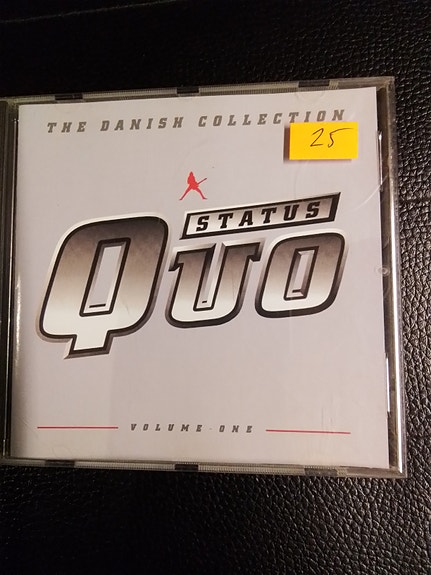 THE DANISH COLLECTION
25
STATUS
QUO
VOLUME ONE